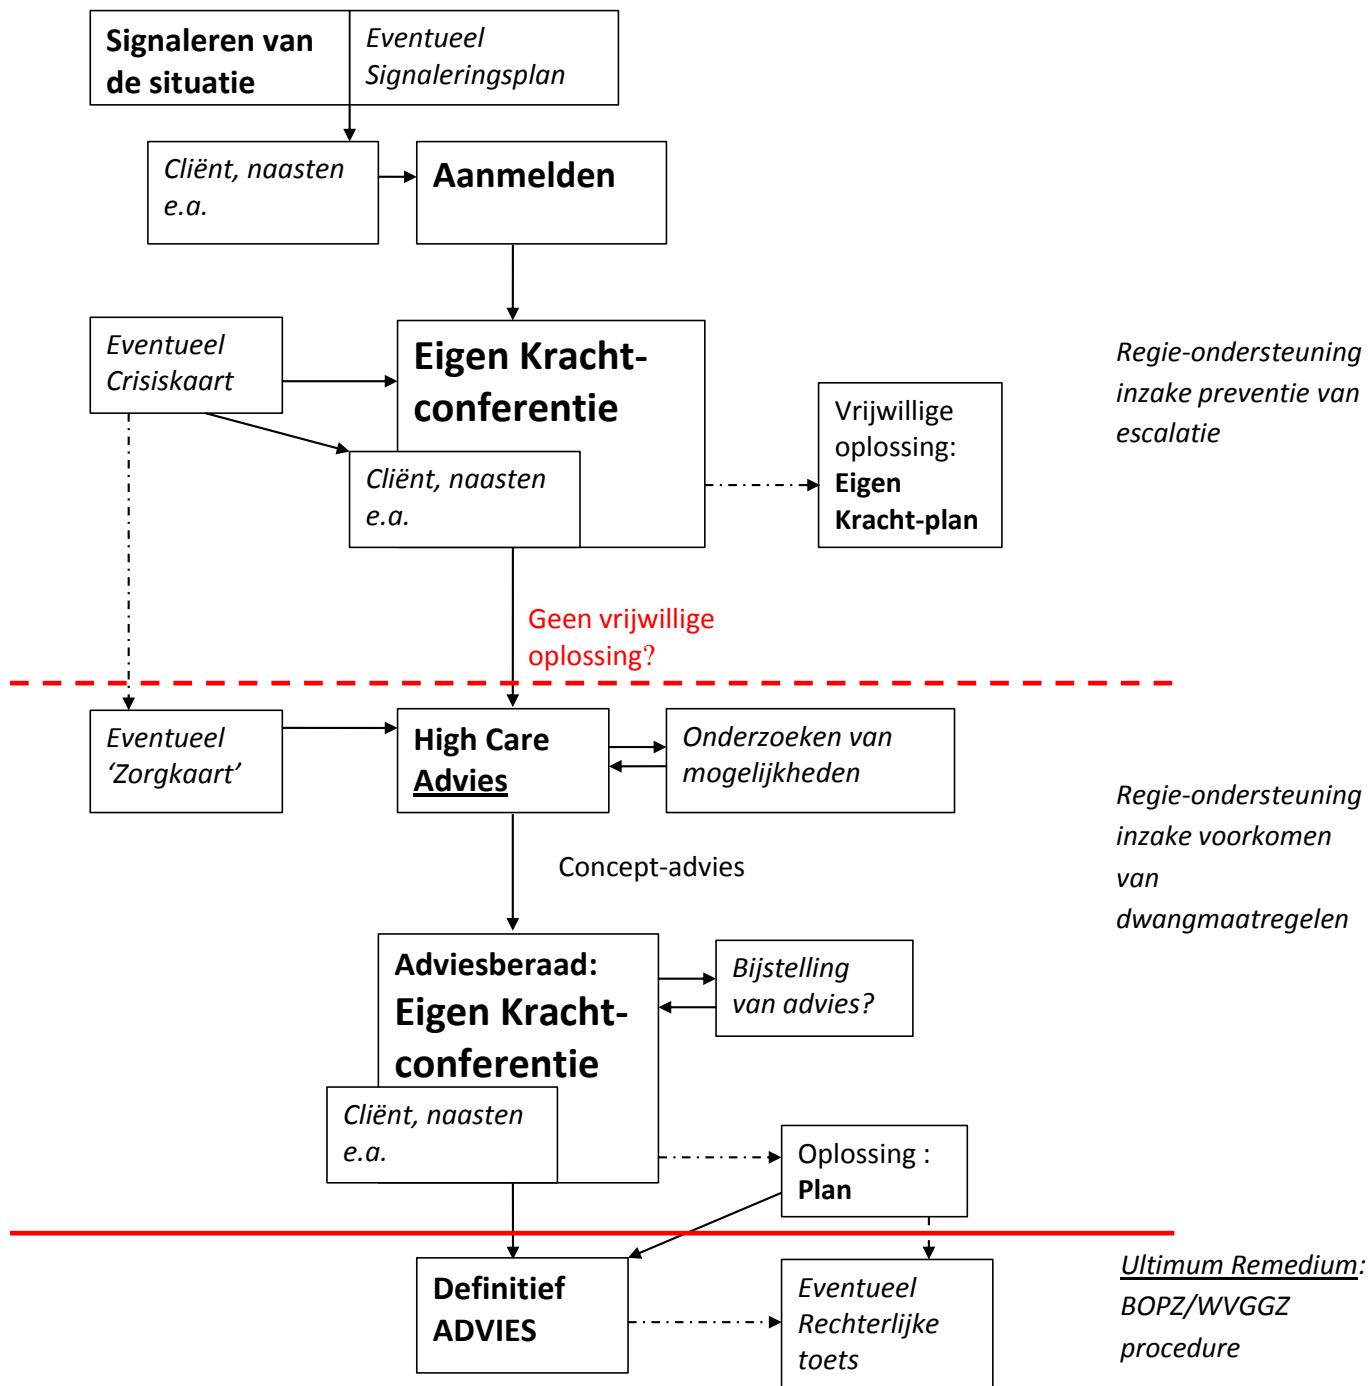 Signaleren van
de situatie
Eventueel
Signaleringsplan
Cliënt, naasten
e.a.
Aanmelden
Eventueel
Crisiskaart
Eigen Kracht-
conferentie
Cliënt, naasten
e.a.
Vrijwillige
oplossing:
Eigen
Kracht-plan
Regie-ondersteuning
inzake preventie van
escalatie
Geen vrijwillige
oplossing?
Eventueel
‘Zorgkaart’
High Care
Advies
Onderzoeken van
mogelijkheden
Regie-ondersteuning
inzake voorkomen
van
dwangmaatregelen
Concept-advies
Adviesberaad:
Eigen Kracht-
conferentie
Bijstelling
van advies?
Cliënt, naasten
e.a.
Oplossing :
Plan
Definitief
ADVIES
Eventueel
Rechterlijke
toets
Ultimum Remedium:
BOPZ/WVGGZ
procedure